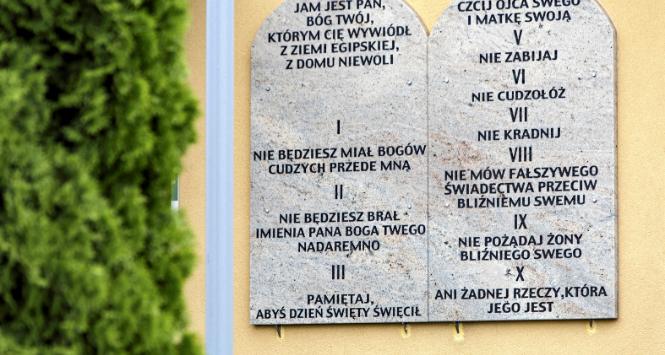 JAM JEST PAN,
BÓG TWÓJ,
KTÓRYM CIĘ WYWIÓDŁ
Z ZIEMI EGIPSKIEJ,
Z DOMU NIEWOLI
I
NIE BĘDZIESZ MIAŁ BOGÓW
CUDZYCH PRZEDE MNĄ
II
NIE BĘDZIESZ BRAŁ
IMIENIA PANA BOGA TWEGO
NADAREMNO
III
PAMIĘTAJ,
ABYŚ DZIEŃ ŚWIĘTY ŚWIĘCIŁ
CZCIJ OJCA SWEGO
I MATKĘ SWOJĄ
V
NIE ZABIJAJ
VI
NIE CUDZOŁÓŻ
VII
NIE KRADNIJ
VIII
NIE MÓW FAŁSZYWEGO
ŚWIADECTWA PRZECIW
BLIŹNIEMU SWEMU
IX
NIE POŻĄDAJ ŻONY
BLIŹNIEGO SWEGO
X
ANI ŻADNEJ RZECZY,KTÓRA
JEGO JEST